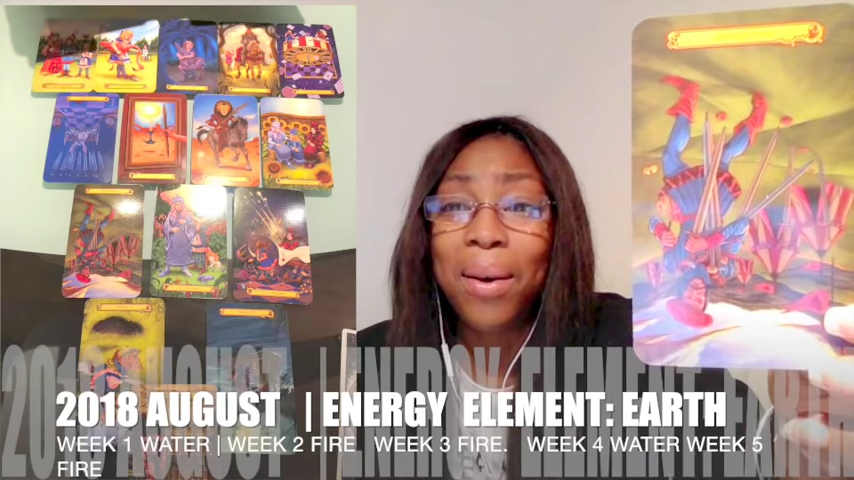 2018 AUGUST | ENERGY ELEMENT: EARTH
WEEK 1 WATER | WEEK 2 FIRE WEEK 3 FIRE. WEEK 4 WATER WEEK 5
FIRE